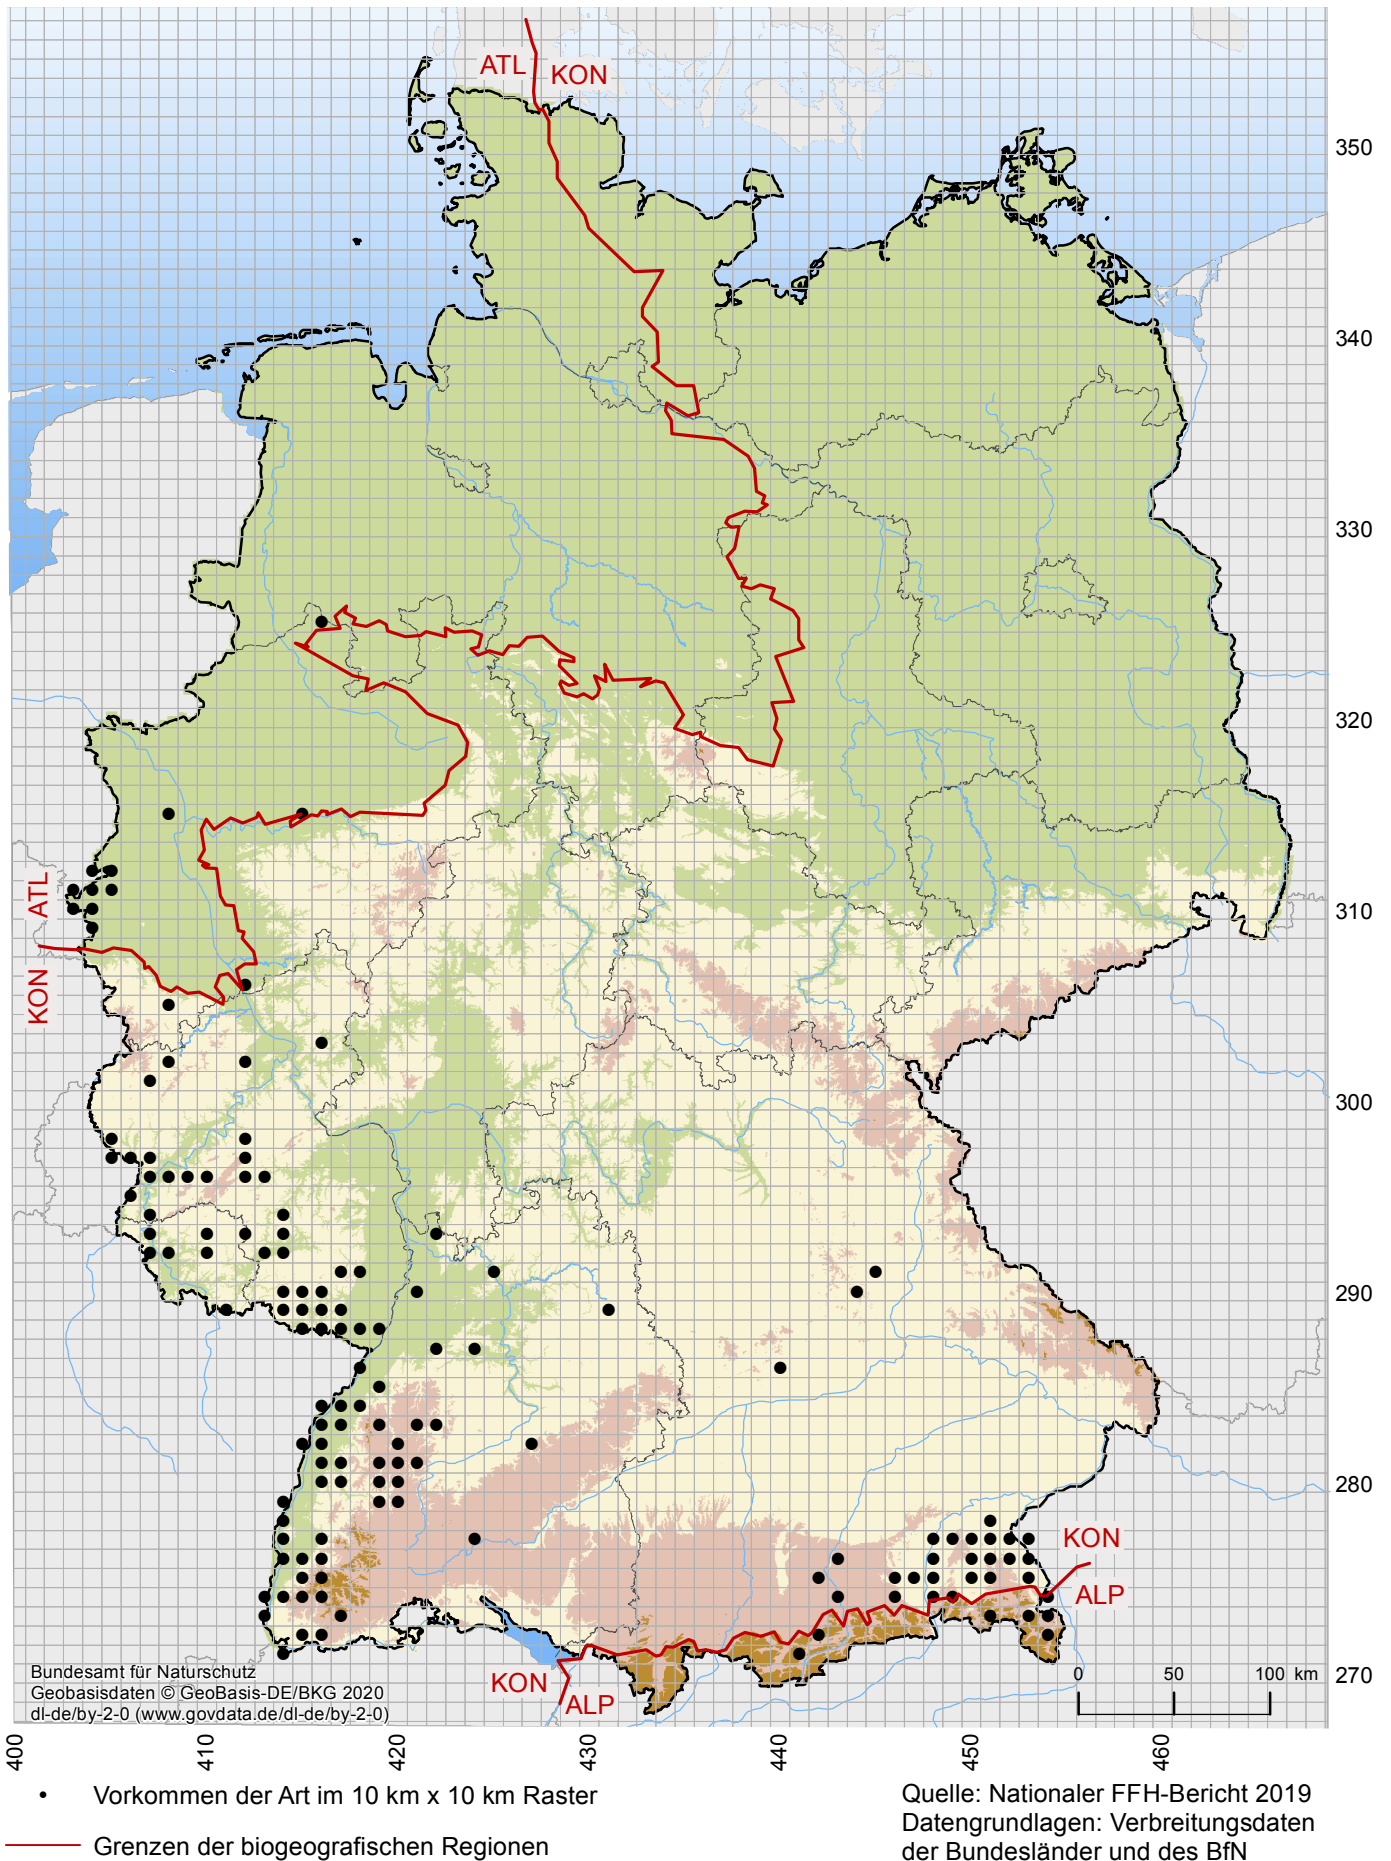 ATL
KON
350
340
330
320
310
300
290
280
270
ATL
KON
KON
ALP
KON
ALP
0 50 100 km
Bundesamt für Naturschutz
Geobasisdaten © GeoBasis-DE/BKG 2020
dl-de/by-2-0 (www.govdata.de/dl-de/by-2-0)
400 410 420 430 440 450 460
Vorkommen der Art im 10 km x 10 km Raster
Grenzen der biogeografischen Regionen
Quelle: Nationaler FFH-Bericht 2019
Datengrundlagen: Verbreitungsdaten
der Bundesländer und des BfN